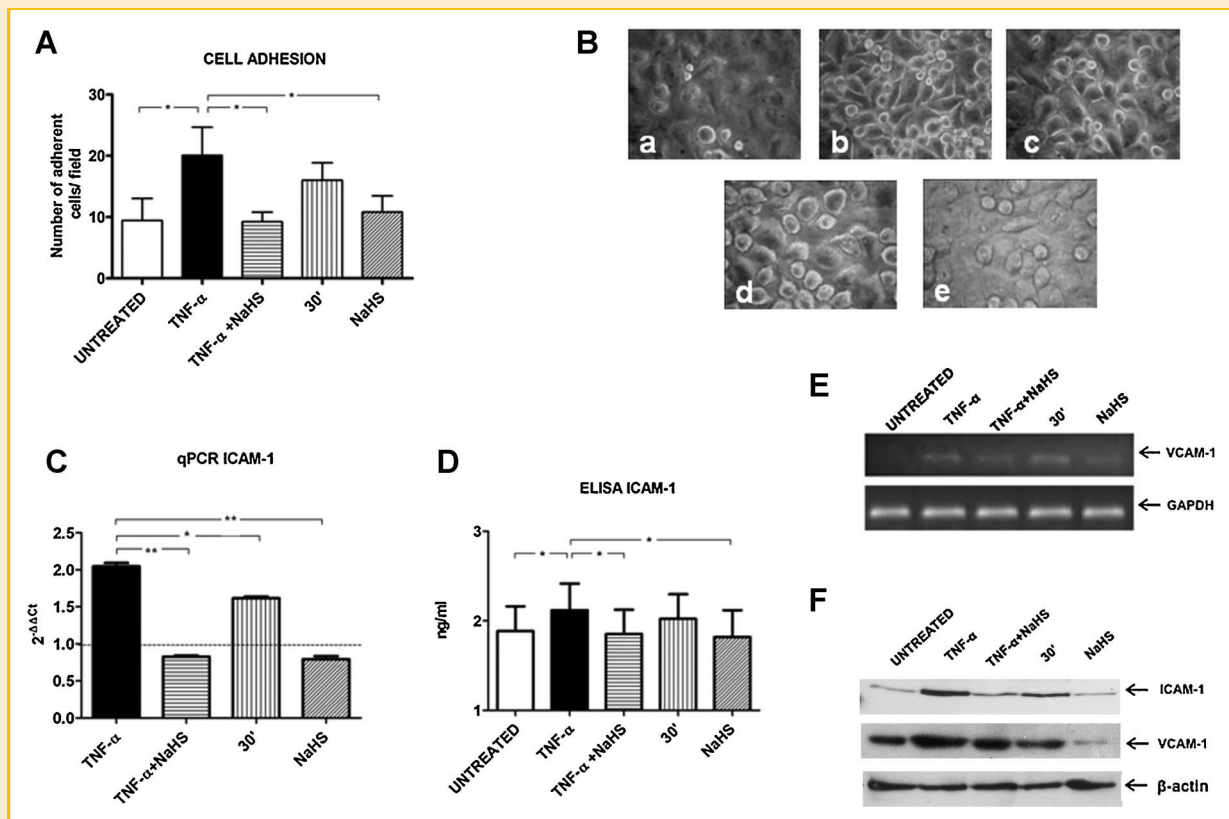 A
CELL ADHESION
Number of adherent
cells/ field
30
20
10
0
*
*
*
UNTREATED
TNF-α
TNF-α +NaHS
30'
NaHS
B
a
b
c
d
e
C
qPCR ICAM-1
2-ΔΔCt
2.5
2.0
1.5
1.0
0.5
0.0
**
*
**
TNF-α
TNF-α+NaHS
30'
NaHS
D
ELISA ICAM-1
ng/ml
3
2
1
*
*
*
UNTREATED
TNF-α
TNF-α +NaHS
30'
NaHS
E
UNTREATED
TNF-α
TNF-α+NaHS
30'
NaHS
VCAM-1
GAPDH
F
UNTREATED
TNF-α
TNF-α+NaHS
30'
NaHS
ICAM-1
VCAM-1
β-actin